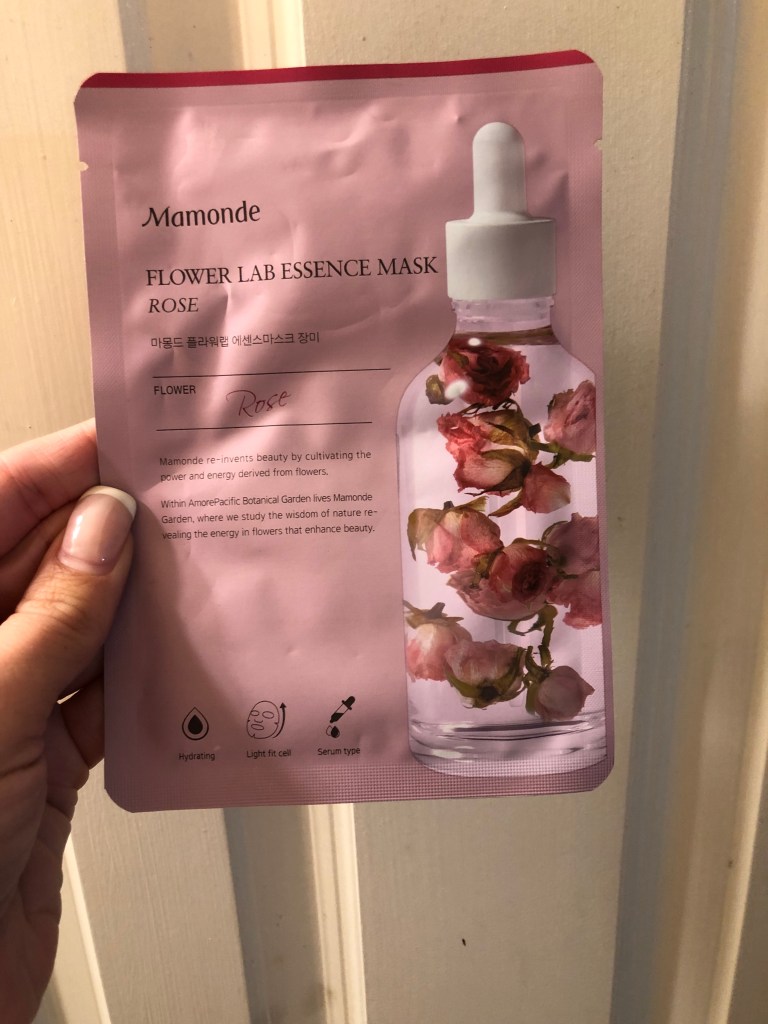 Mamonde
FLOWER LAB ESSENCE MASK
ROSE
마몽드 플라워랩 에센스마스크 장미
FLOWER
Rose
Mamonde re-invents beauty by cultivating the
power and energy derived from flowers.
Within AmorePacific Botanical Garden lives Mamonde
Garden, where we study the wisdom of nature re-
vealing the energy in flowers that enhance beauty.
Hydrating
Light fit cell
Serum type